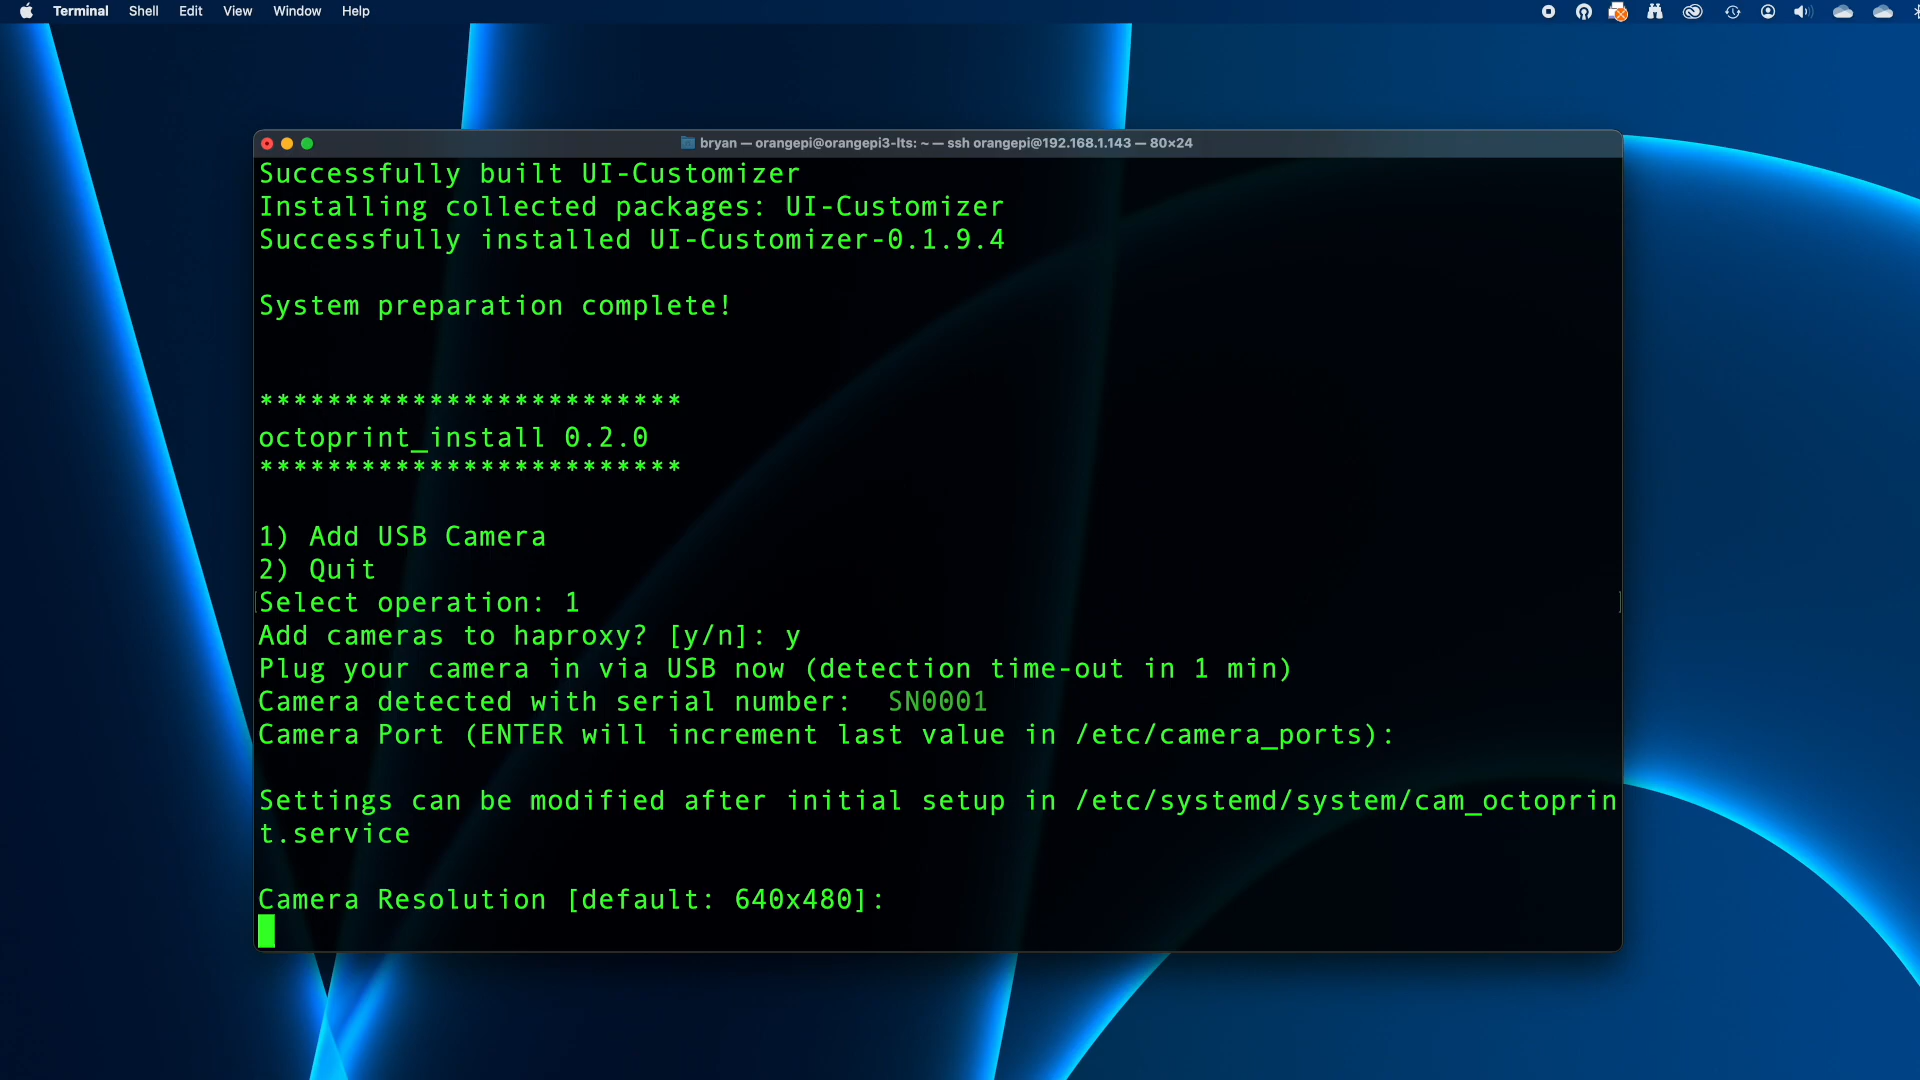 Terminal Shell Edit View Window Help
bryan — orangepi@orangepi3-lts: ~ — ssh orangepi@192.168.1.143 — 80×24
Successfully built UI-Customizer
Installing collected packages: UI-Customizer
Successfully installed UI-Customizer-0.1.9.4
System preparation complete!
*************************
octoprint_install 0.2.0
*************************
1) Add USB Camera
2) Quit
Select operation: 1
Add cameras to haproxy? [y/n]: y
Plug your camera in via USB now (detection time-out in 1 min)
Camera detected with serial number:  SN0001
Camera Port (ENTER will increment last value in /etc/camera_ports):
Settings can be modified after initial setup in /etc/systemd/system/cam_octoprin
t.service
Camera Resolution [default: 640x480]: